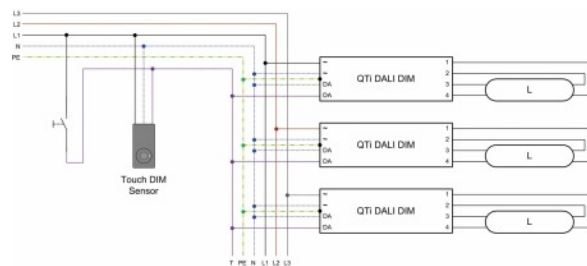 L3
L2
L1
N
PE
~ QTi DALI DIM 1
~ 2
DA 3
DA 4
L
~ QTi DALI DIM 1
~ 2
DA 3
DA 4
L
~ QTi DALI DIM 1
~ 2
DA 3
DA 4
L
Touch DIM
Sensor
T PE N L1 L2 L3